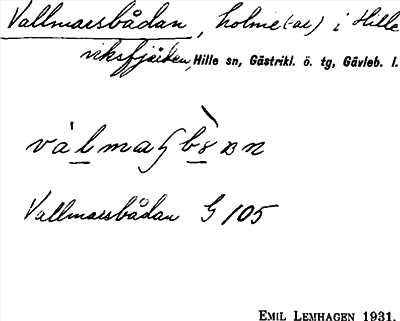 Vallmarsbådan, holme (-ar) i Hille
viksfjärden, Hille sn, Gästrikl. ö. tg, Gävleb. l.
Vallmarsbådan G 105
EMIL LEMHAGEN 1931.